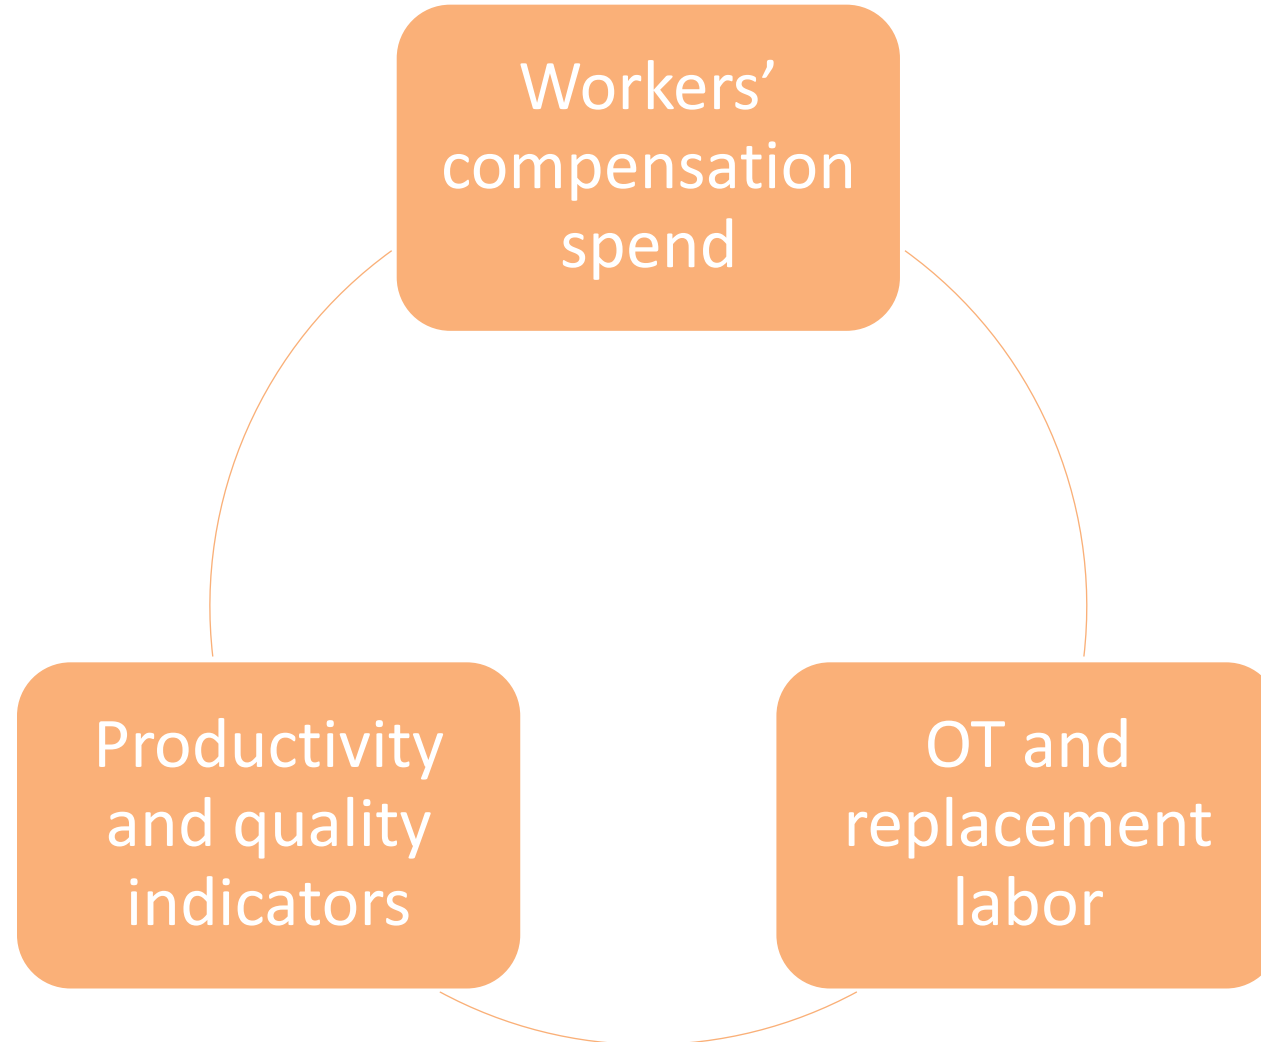 Workers’
compensation
spend
Productivity
and quality
indicators
OT and
replacement
labor